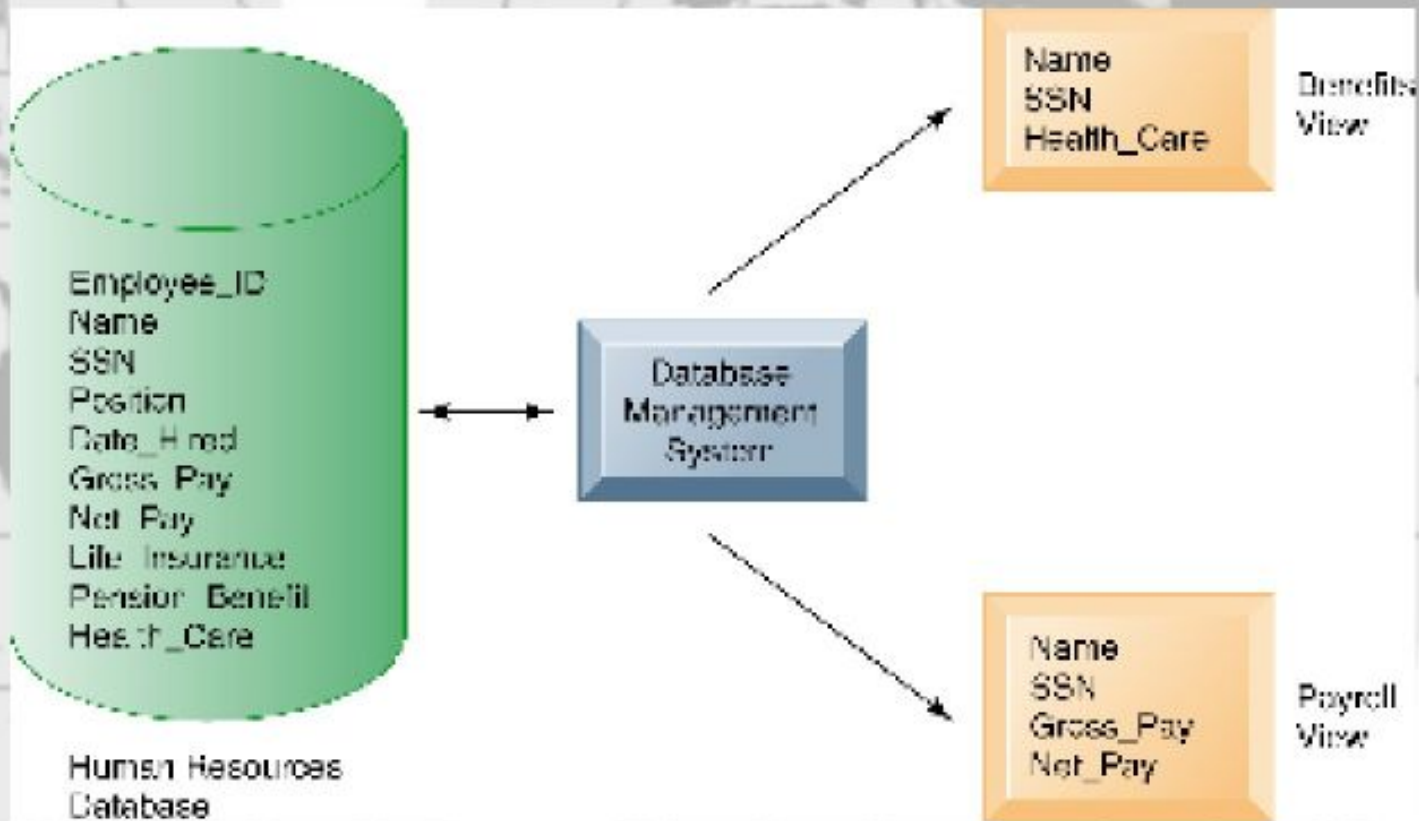 Employee_ID
Name
SSN
Position
Date_Hired
Gross_Pay
Net_Pay
Life_Insurance
Pension_Benefit
Health_Care
Human Resources
Database
Database
Management
System
Name
SSN
Health_Care
Benefits
View
Name
SSN
Gross_Pay
Net_Pay
Payroll
View